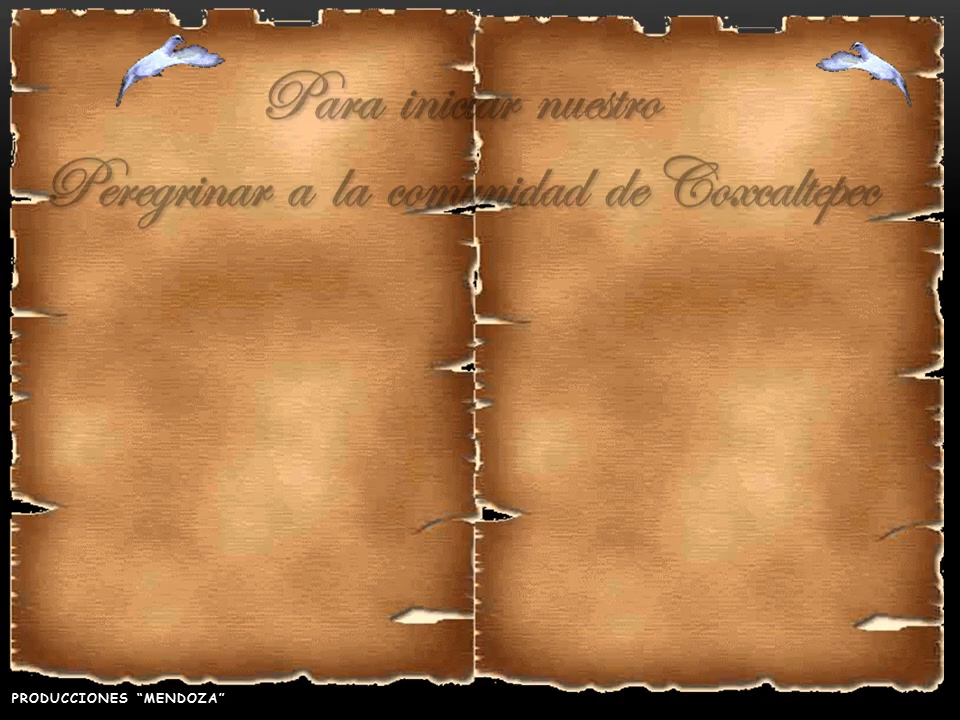 Para iniciar nuestro
Peregrinar a la comunidad de Coxcaltepec
PRODUCCIONES “MENDOZA”